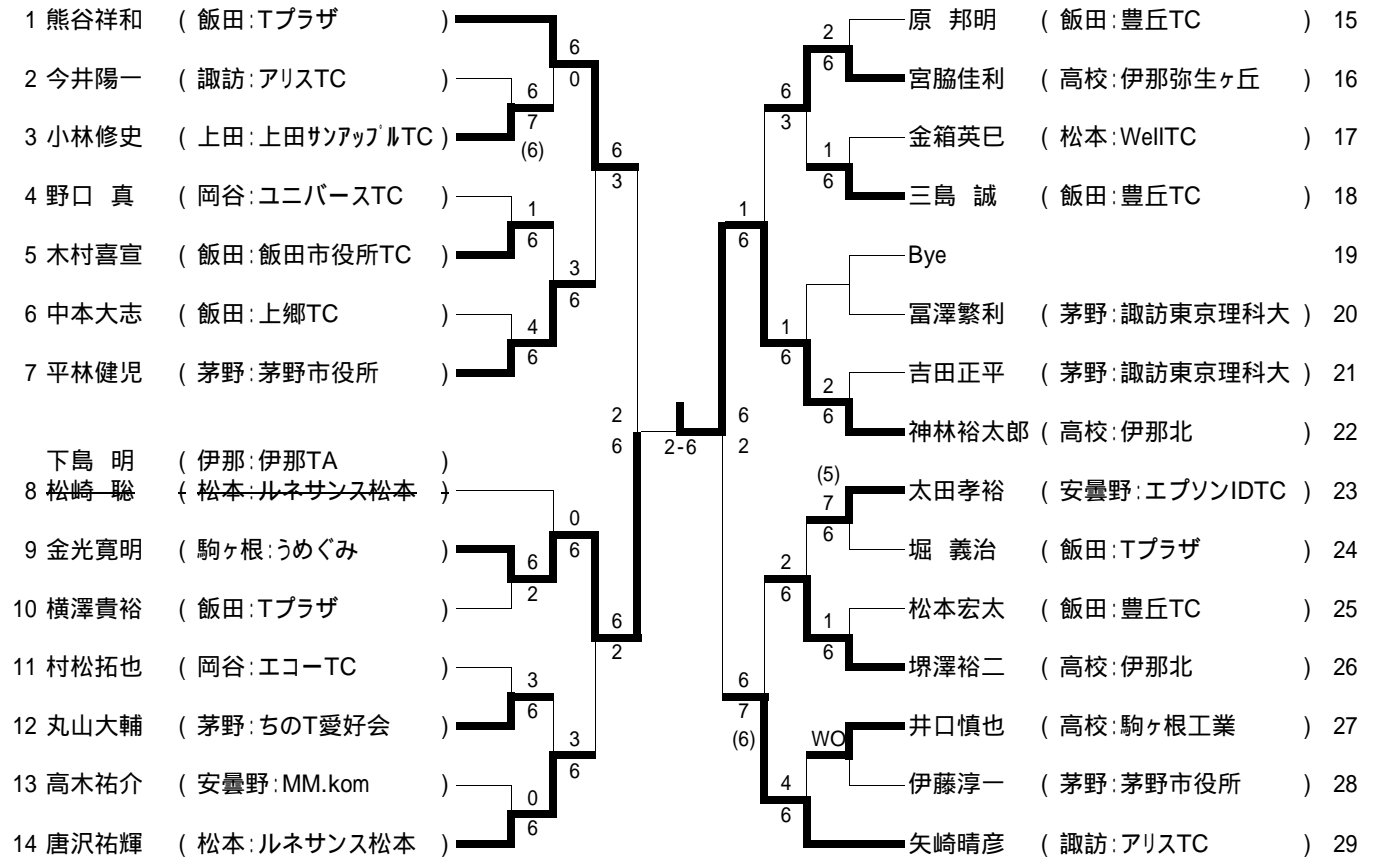 1 熊谷祥和 ( 飯田:Tプラザ )
2 今井陽一 ( 諏訪:アリスTC )
3 小林修史 ( 上田:上田サンアップルTC )
4 野口 真 ( 岡谷:ユニバースTC )
5 木村喜宣 ( 飯田:飯田市役所TC )
6 中本大志 ( 飯田:上郷TC )
7 平林健児 ( 茅野:茅野市役所 )
下島 明 ( 伊那:伊那TA )
8 松崎 聡 ( 松本:ルネサンス松本 )
9 金光寛明 ( 駒ヶ根:うめぐみ )
10 横澤貴裕 ( 飯田:Tプラザ )
11 村松拓也 ( 岡谷:エコーTC )
12 丸山大輔 ( 茅野:ちのT愛好会 )
13 高木祐介 ( 安曇野:MM.kom )
14 唐沢祐輝 ( 松本:ルネサンス松本 )
6
0
6
7
(6)
6
3
1
6
3
6
4
6
2
6
0
6
6
2
6
2
3
6
3
6
0
6
2-6
原 邦明 ( 飯田:豊丘TC ) 15
宮脇佳利 ( 高校:伊那弥生ヶ丘 ) 16
金箱英巳 ( 松本:WellTC ) 17
三島 誠 ( 飯田:豊丘TC ) 18
Bye 19
冨澤繁利 ( 茅野:諏訪東京理科大 ) 20
吉田正平 ( 茅野:諏訪東京理科大 ) 21
神林裕太郎 ( 高校:伊那北 ) 22
太田孝裕 ( 安曇野:エプソンIDTC ) 23
堀 義治 ( 飯田:Tプラザ ) 24
松本宏太 ( 飯田:豊丘TC ) 25
堺澤裕二 ( 高校:伊那北 ) 26
井口慎也 ( 高校:駒ヶ根工業 ) 27
伊藤淳一 ( 茅野:茅野市役所 ) 28
矢崎晴彦 ( 諏訪:アリスTC ) 29
2
6
6
3
1
6
1
6
1
6
2
6
6
2
(5)
7
6
2
6
1
6
6
7
(6)
WO
4
6